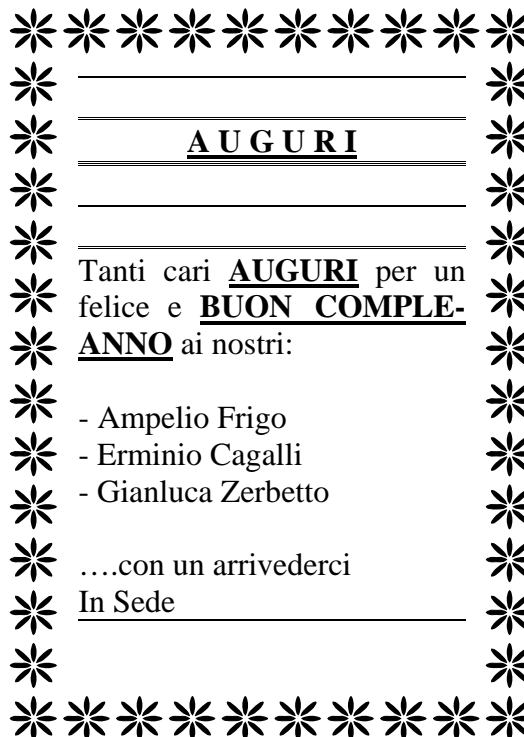 A U G U R I
Tanti cari AUGURI per un
felice e BUON COMPLE-
ANNO ai nostri:
- Ampelio Frigo
- Erminio Cagalli
- Gianluca Zerbetto
….con un arrivederci
In Sede